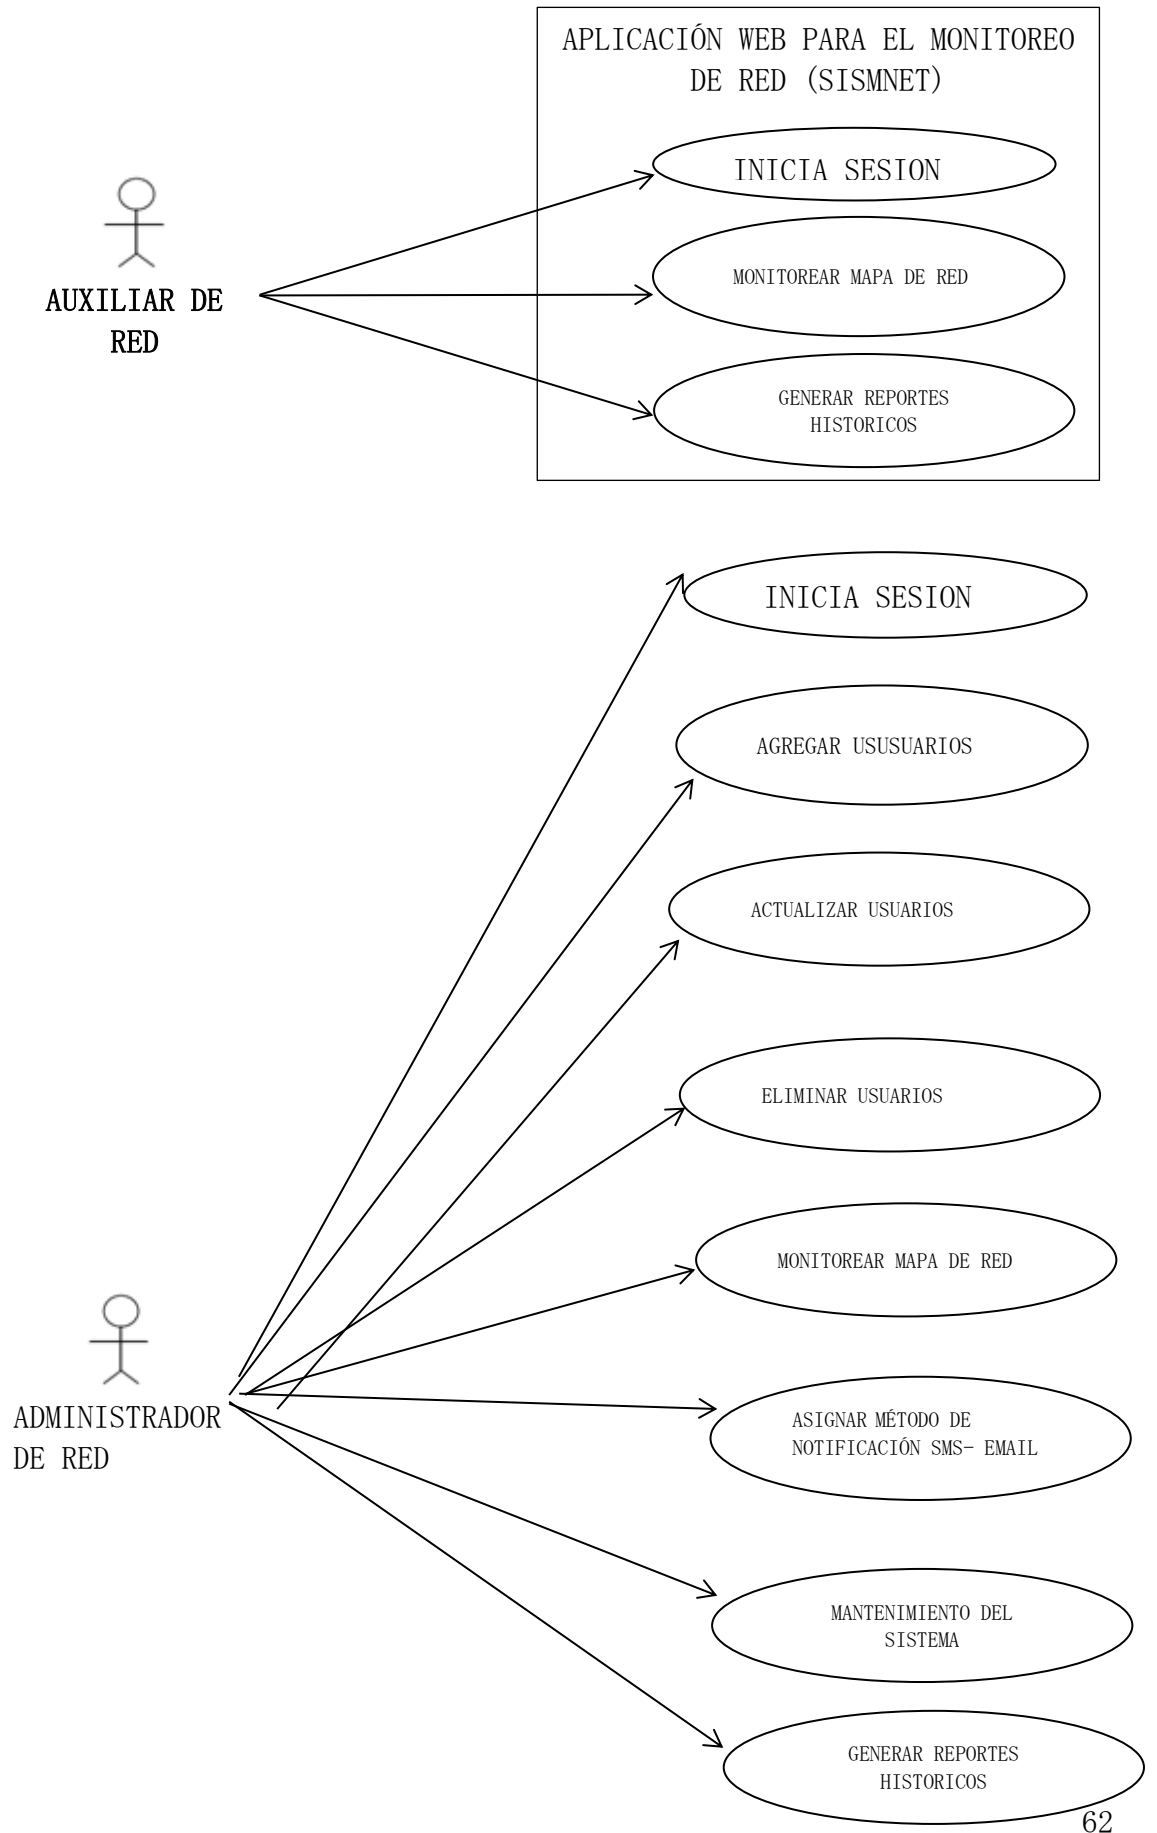 APLICACIÓN WEB PARA EL MONITOREO
DE RED (SISMNET)
INICIA SESION
MONITOREAR MAPA DE RED
AUXILIAR DE
RED
GENERAR REPORTES
HISTORICOS
INICIA SESION
AGREGAR USUSUARIOS
ACTUALIZAR USUARIOS
ELIMINAR USUARIOS
MONITOREAR MAPA DE RED
ADMINISTRADOR
DE RED
ASIGNAR MÉTODO DE
NOTIFICACIÓN SMS- EMAIL
MANTENIMIENTO DEL
SISTEMA
GENERAR REPORTES
HISTORICOS
62